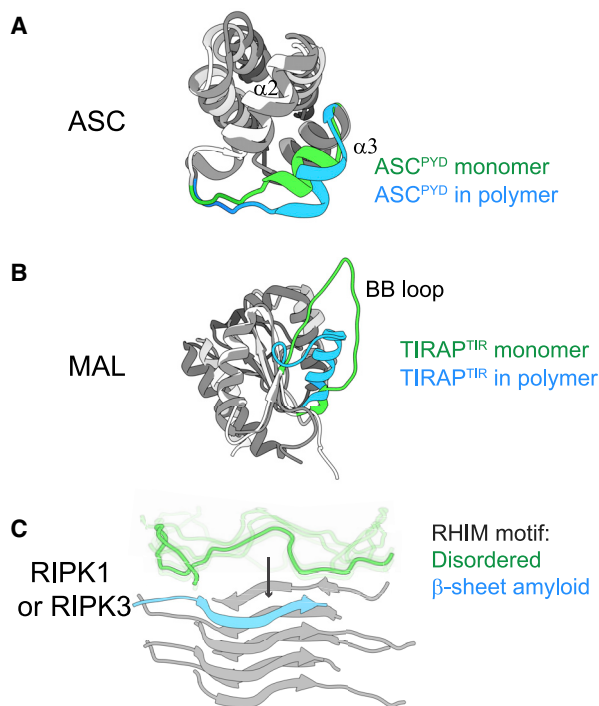 A
ASC
α2
α3
ASCPYD monomer
ASCPYD in polymer
B
MAL
BB loop
TIRAPTIR monomer
TIRAPTIR in polymer
C
RIPK1
or RIPK3
RHIM motif:
Disordered
β-sheet amyloid